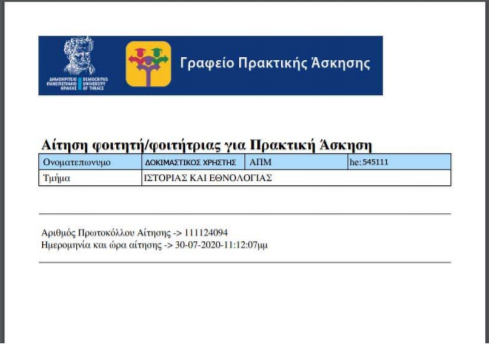 ΔΗΜΟΚΡΙΤΕΙΟ DEMOCRITUS
ΠΑΝΕΠΙΣΤΗΜΙΟ UNIVERSITY
ΘΡΑΚΗΣ OF THRACE
Γραφείο Πρακτικής Άσκησης
Αίτηση φοιτητή/φοιτήτριας για Πρακτική Άσκηση
Ονοματεπωνυμο ΔΟΚΙΜΑΣΤΙΚΟΣ ΧΡΗΣΤΗΣ ΑΠΜ he:545111
Τμήμα ΙΣΤΟΡΙΑΣ ΚΑΙ ΕΘΝΟΛΟΓΙΑΣ
Αριθμός Πρωτοκόλλου Αίτησης -> 111124094
Ημερομηνία και ώρα αίτησης -> 30-07-2020-11:12:07μμ